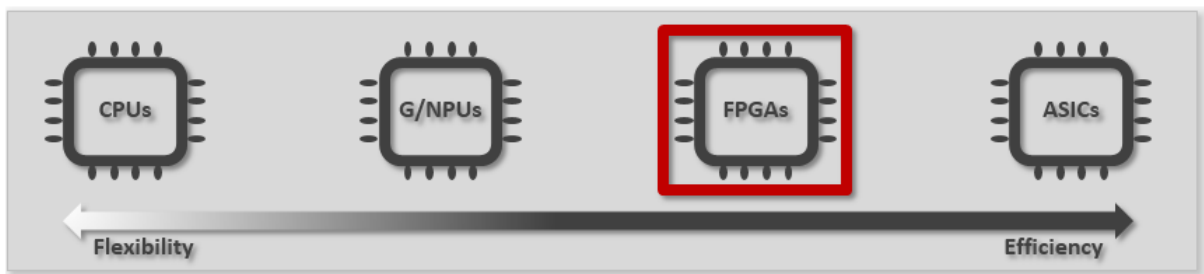 CPUs
G/NPUs
FPGAs
ASICs
Flexibility
Efficiency